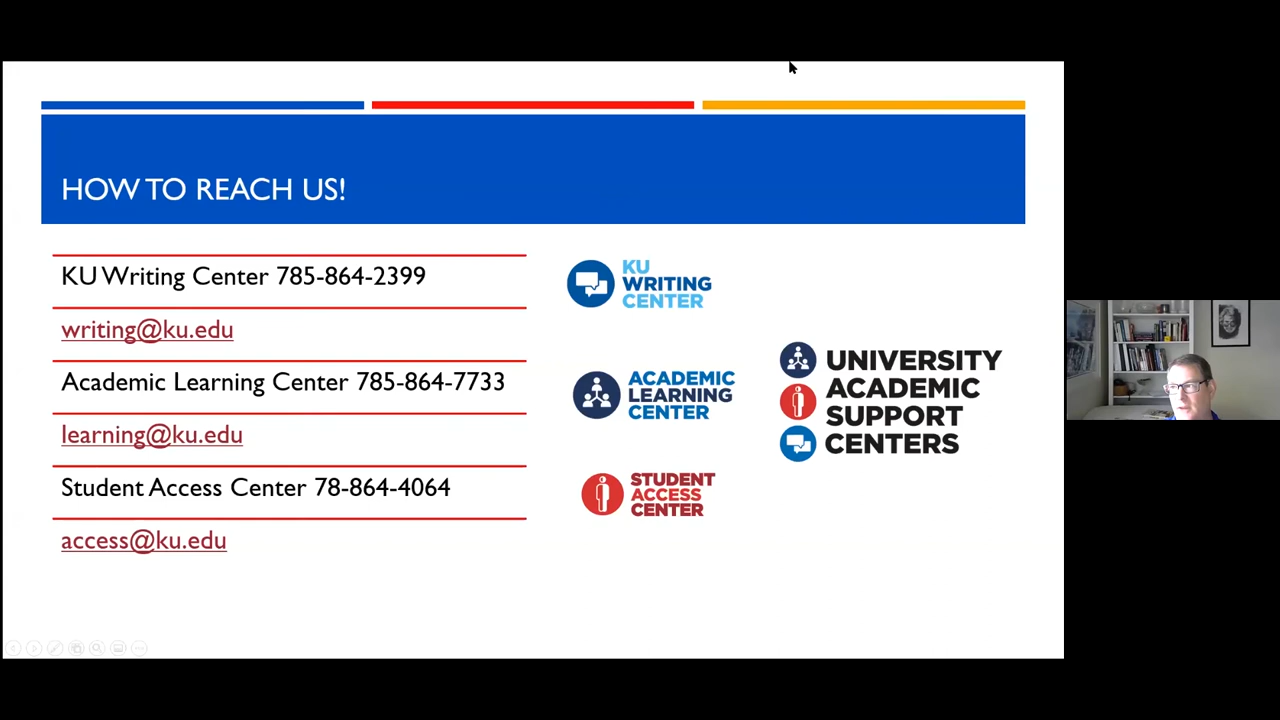 HOW TO REACH US!
KU Writing Center 785-864-2399
writing@ku.edu
Academic Learning Center 785-864-7733
learning@ku.edu
Student Access Center 78-864-4064
access@ku.edu
KU
WRITING
CENTER
ACADEMIC
LEARNING
CENTER
STUDENT
ACCESS
CENTER
UNIVERSITY
ACADEMIC
SUPPORT
CENTERS